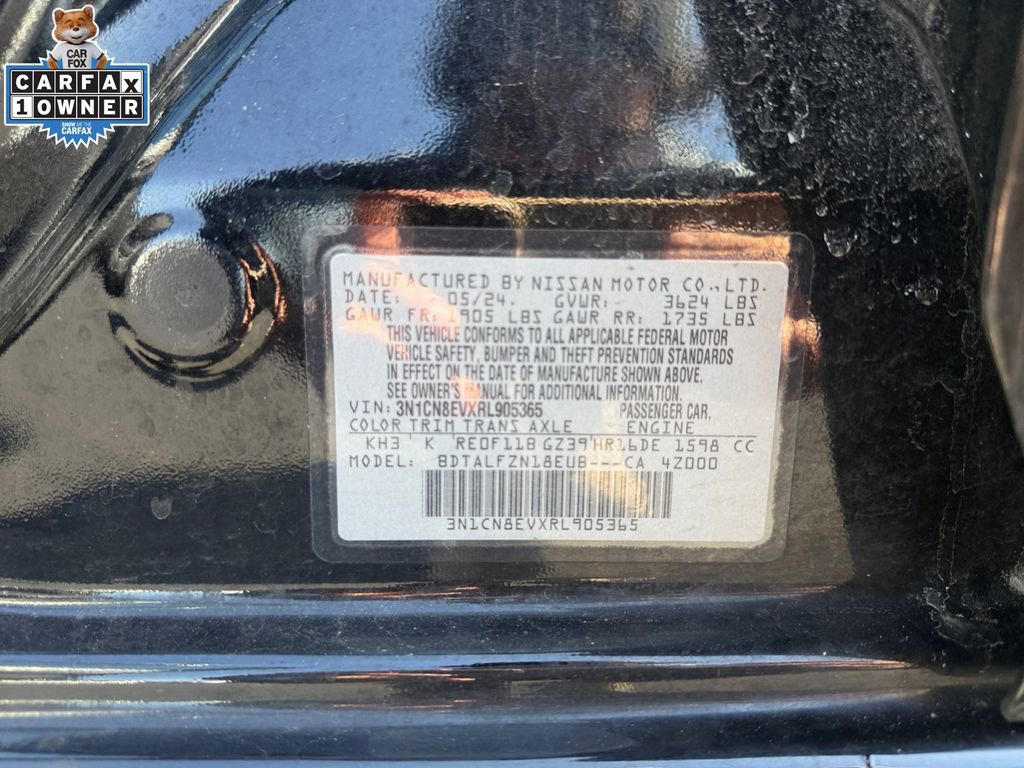 CAR
FOX
CARFAX
1 OWNER
SHOW ME THE
CARFAX
MANUFACTURED BY NISSAN MOTOR CO.,LTD.
DATE: 05/24. GVWR: 3624 LBS
GAWR FR: 1905 LBS GAWR RR: 1735 LBS
THIS VEHICLE CONFORMS TO ALL APPLICABLE FEDERAL MOTOR
VEHICLE SAFETY, BUMPER AND THEFT PREVENTION STANDARDS
IN EFFECT ON THE DATE OF MANUFACTURE SHOWN ABOVE.
SEE OWNER'S MANUAL FOR ADDITIONAL INFORMATION.
VIN: 3N1CN8EVXRL905365 PASSENGER CAR.
COLOR TRIM TRANS AXLE ENGINE
KH3 K RE0F11B GZ39 HR16DE 1598 CC
MODEL: BDTALFZN18EUB---CA 4Z000
3N1CN8EVXRL905365